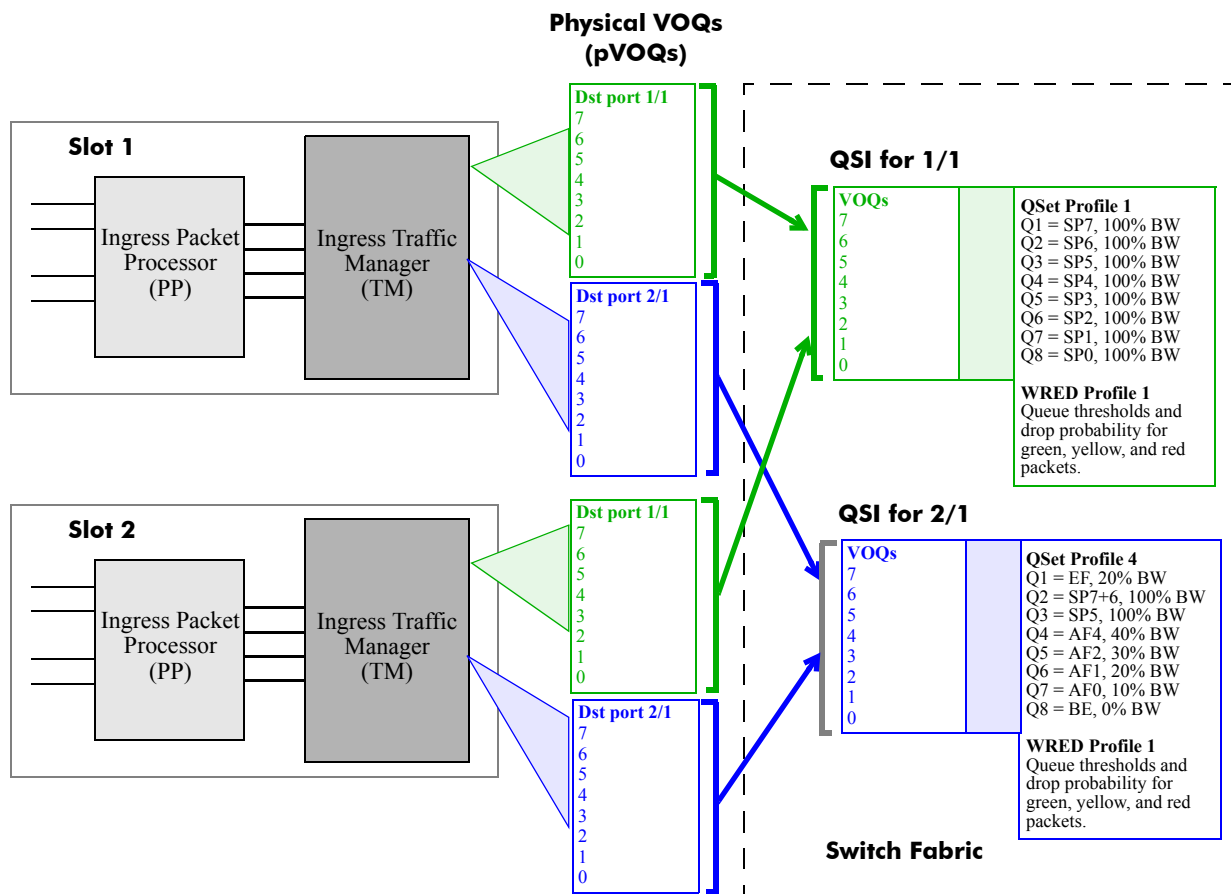 Physical VOQs
(pVOQs)
Slot 1
Ingress Packet
Processor
(PP)
Ingress Traffic
Manager
(TM)
Dst port 1/1
7
6
5
4
3
2
1
0
Dst port 2/1
7
6
5
4
3
2
1
0
QSI for 1/1
VOQs
7
6
5
4
3
2
1
0
QSet Profile 1
Q1 = SP7, 100% BW
Q2 = SP6, 100% BW
Q3 = SP5, 100% BW
Q4 = SP4, 100% BW
Q5 = SP3, 100% BW
Q6 = SP2, 100% BW
Q7 = SP1, 100% BW
Q8 = SP0, 100% BW
WRED Profile 1
Queue thresholds and
drop probability for
green, yellow, and red
packets.
Slot 2
Ingress Packet
Processor
(PP)
Ingress Traffic
Manager
(TM)
Dst port 1/1
7
6
5
4
3
2
1
0
Dst port 2/1
7
6
5
4
3
2
1
0
QSI for 2/1
VOQs
7
6
5
4
3
2
1
0
QSet Profile 4
Q1 = EF, 20% BW
Q2 = SP7+6, 100% BW
Q3 = SP5, 100% BW
Q4 = AF4, 40% BW
Q5 = AF2, 30% BW
Q6 = AF1, 20% BW
Q7 = AF0, 10% BW
Q8 = BE, 0% BW
WRED Profile 1
Queue thresholds and
drop probability for
green, yellow, and red
packets.
Switch Fabric